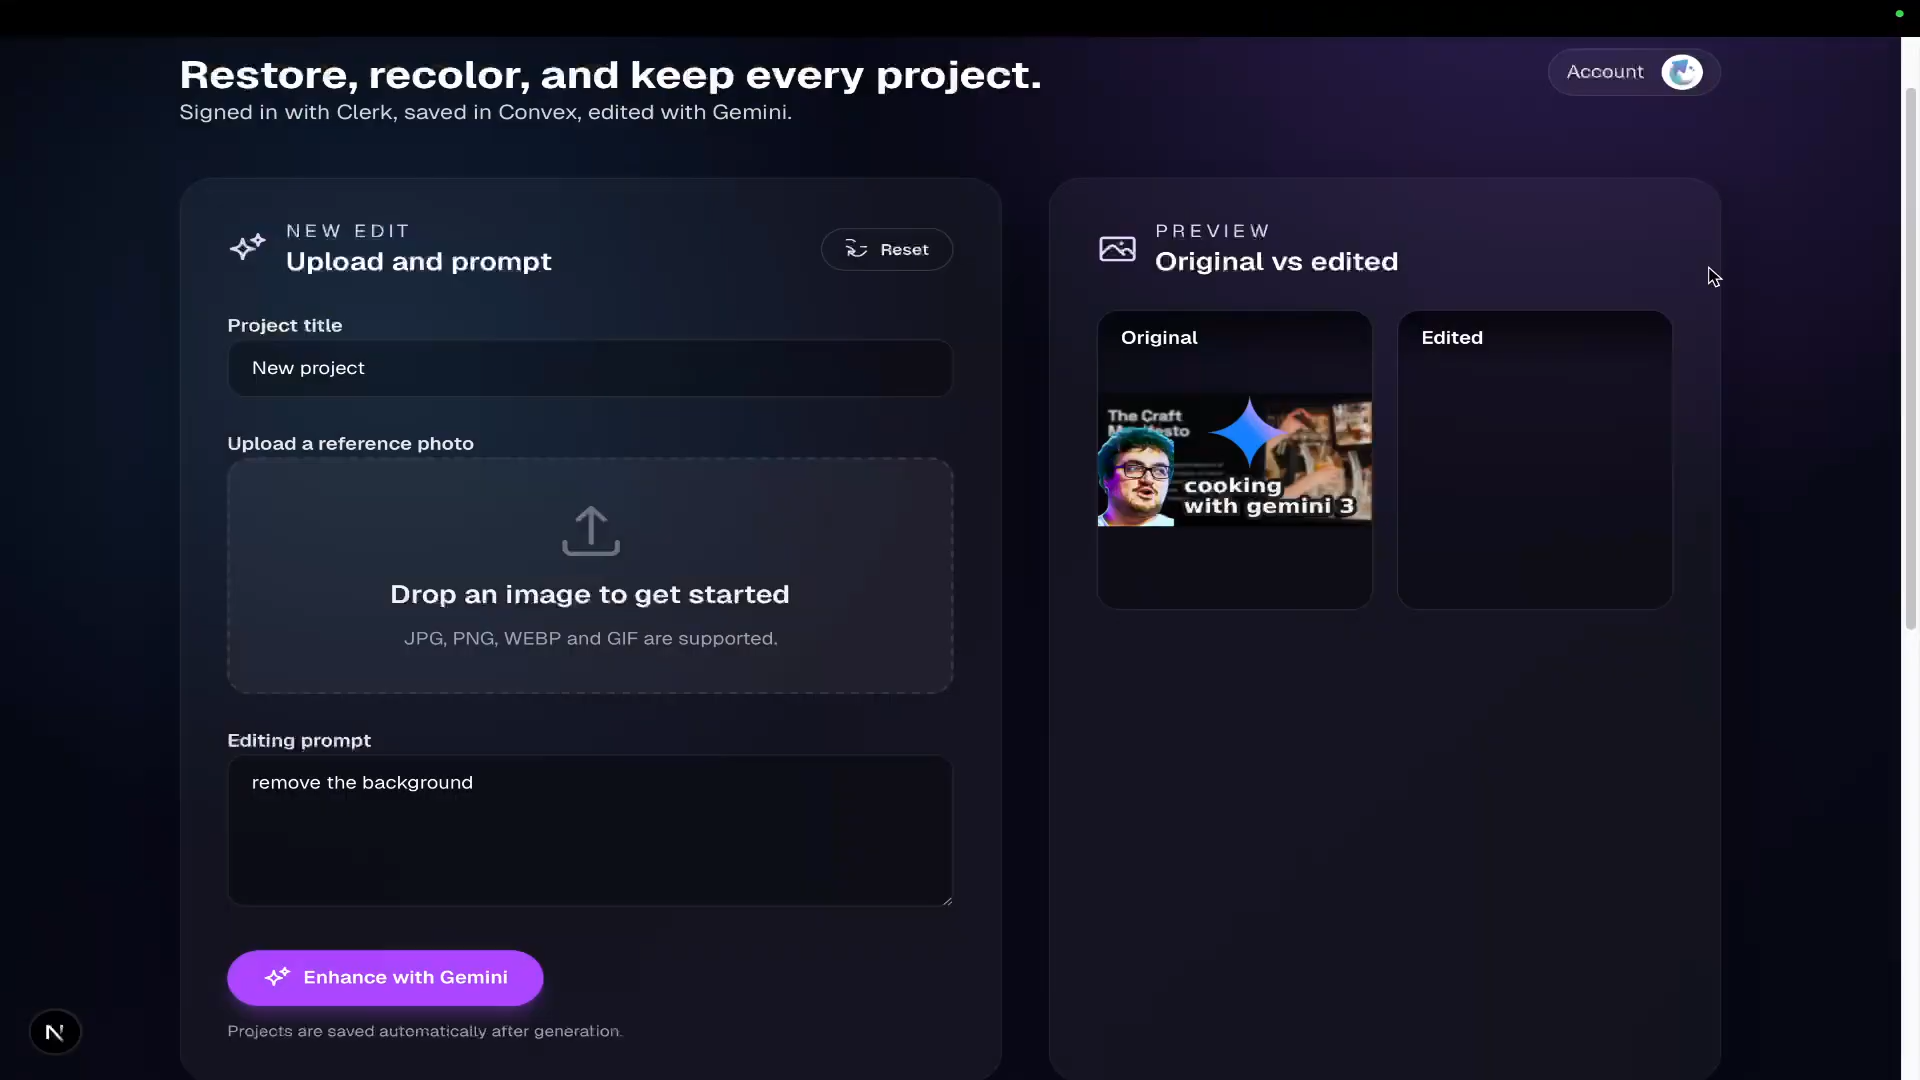 Restore, recolor, and keep every project.
Signed in with Clerk, saved in Convex, edited with Gemini.
Account
NEW EDIT
Upload and prompt
Reset
Project title
New project
Upload a reference photo
Drop an image to get started
JPG, PNG, WEBP and GIF are supported.
Editing prompt
remove the background
Enhance with Gemini
Projects are saved automatically after generation.
N
PREVIEW
Original vs edited
Original
The Craft
cooking
with gemini 3
Edited